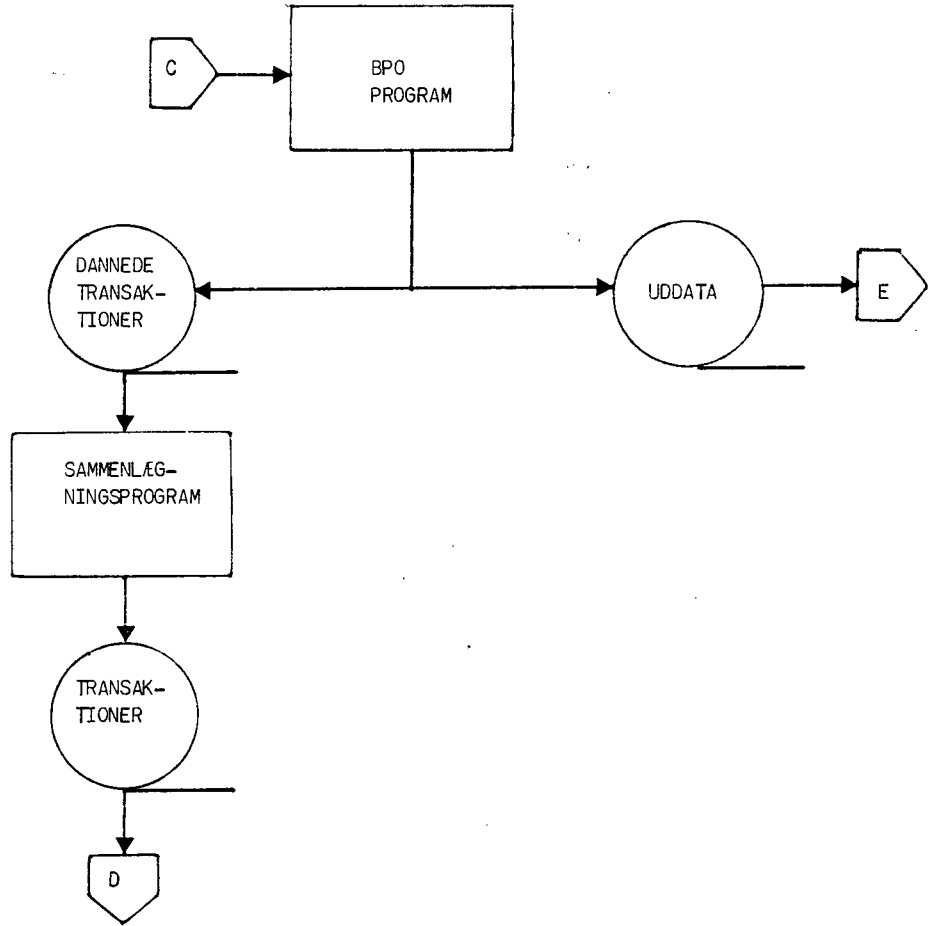 C
BPO
PROGRAM
DANNEDE
TRANSAK-
TIONER
UDDATA
E
SAMMENLÆG-
NINGSPROGRAM
TRANSAK-
TIONER
D